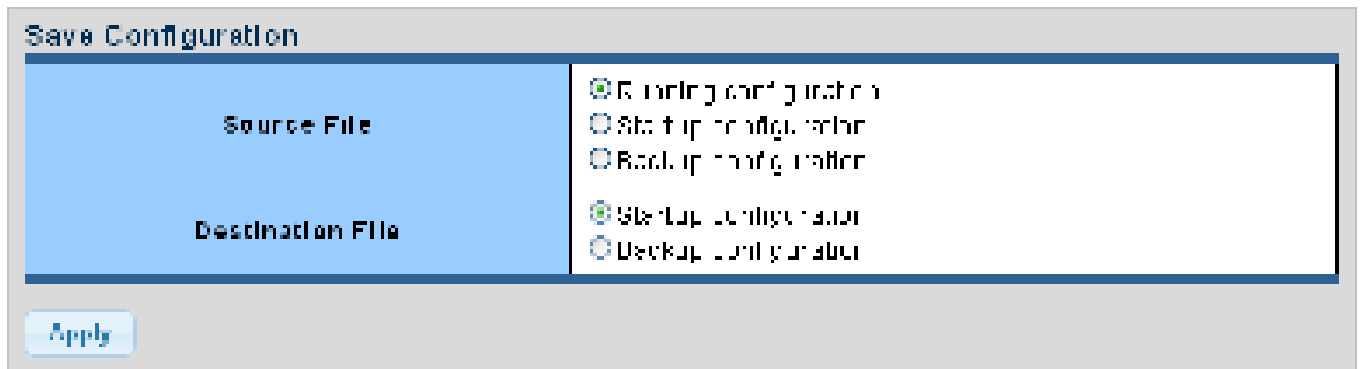 Save Configuration
Source File
Running configuration
Startup configuration
Backup configuration
Destination File
Startup configuration
Backup configuration
Apply